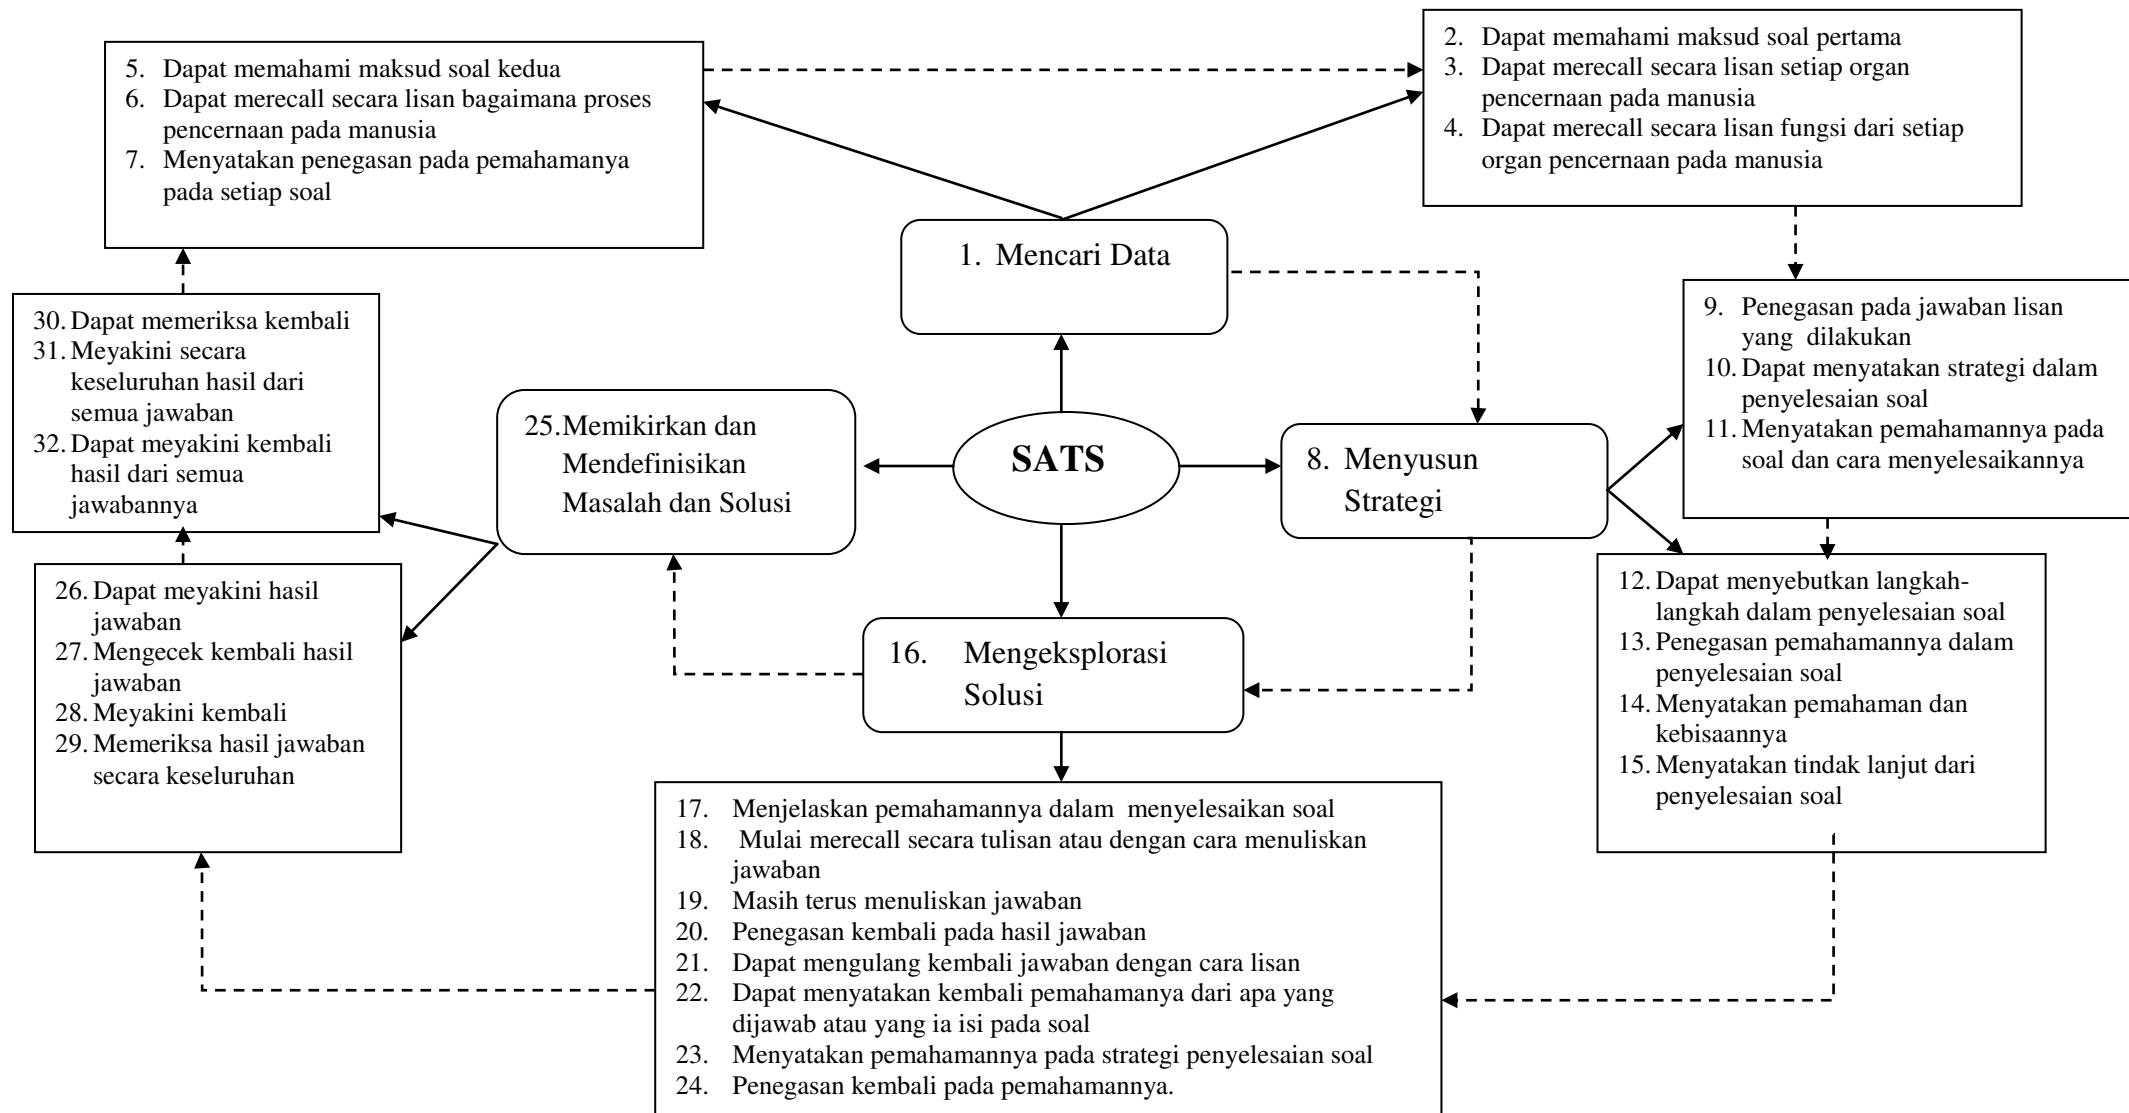 5. Dapat memahami maksud soal kedua
6. Dapat merecall secara lisan bagaimana proses
pencernaan pada manusia
7. Menyatakan penegasan pada pemahamanya
pada setiap soal
2. Dapat memahami maksud soal pertama
3. Dapat merecall secara lisan setiap organ
pencernaan pada manusia
4. Dapat merecall secara lisan fungsi dari setiap
organ pencernaan pada manusia
1. Mencari Data
30. Dapat memeriksa kembali
31. Meyakini secara
keseluruhan hasil dari
semua jawaban
32. Dapat meyakini kembali
hasil dari semua
jawabannya
25. Memikirkan dan
Mendefinisikan
Masalah dan Solusi
SATS
8. Menyusun
Strategi
9. Penegasan pada jawaban lisan
yang dilakukan
10. Dapat menyatakan strategi dalam
penyelesaian soal
11. Menyatakan pemahamannya pada
soal dan cara menyelesaikannya
26. Dapat meyakini hasil
jawaban
27. Mengecek kembali hasil
jawaban
28. Meyakini kembali
29. Memeriksa hasil jawaban
secara keseluruhan
16. Mengeksplorasi
Solusi
12. Dapat menyebutkan langkah-
langkah dalam penyelesaian soal
13. Penegasan pemahamannya dalam
penyelesaian soal
14. Menyatakan pemahaman dan
kebisaannya
15. Menyatakan tindak lanjut dari
penyelesaian soal
17. Menjelaskan pemahamannya dalam menyelesaikan soal
18. Mulai merecall secara tulisan atau dengan cara menuliskan
jawaban
19. Masih terus menuliskan jawaban
20. Penegasan kembali pada hasil jawaban
21. Dapat mengulang kembali jawaban dengan cara lisan
22. Dapat menyatakan kembali pemahamanya dari apa yang
dijawab atau yang ia isi pada soal
23. Menyatakan pemahamannya pada strategi penyelesaian soal
24. Penegasan kembali pada pemahamannya.